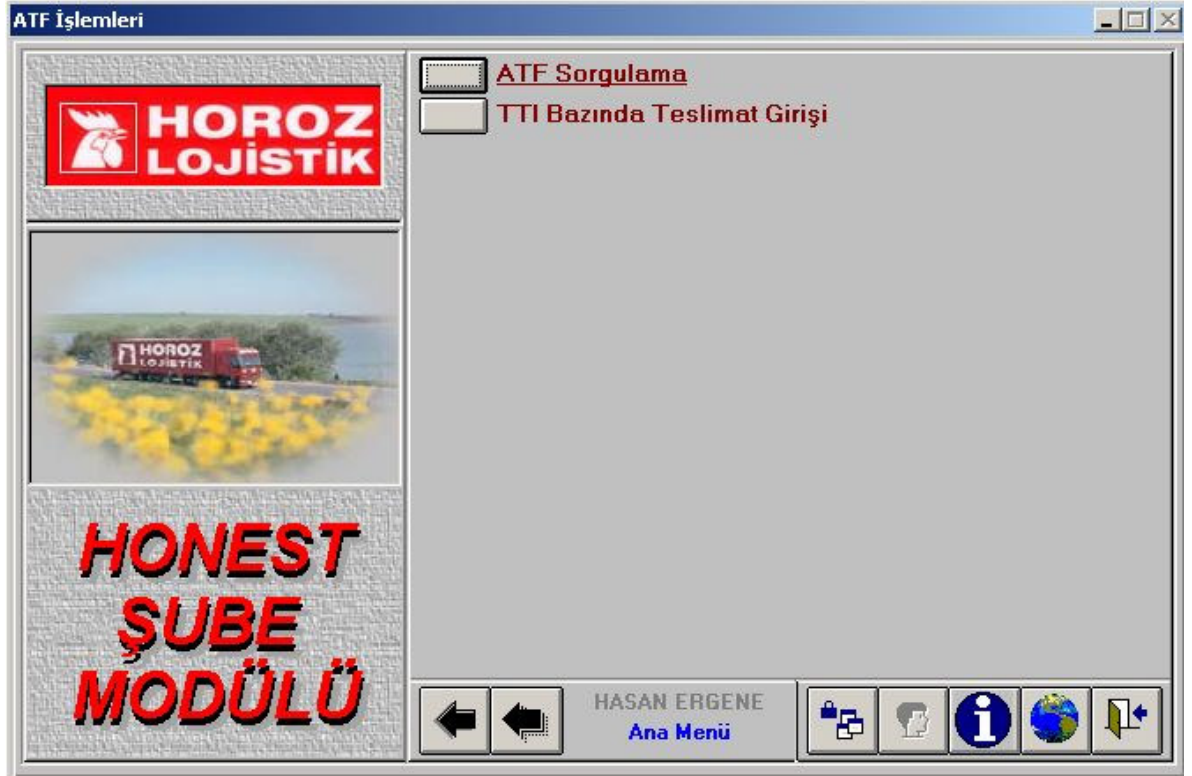 ATF İşlemleri
HOROZ
LOJİSTİK
HOROZ
LOJİSTİK
HONEST
ŞUBE
MODÜLÜ
ATF Sorgulama
TTI Bazında Teslimat Girişi
HASAN ERGENE
Ana Menü